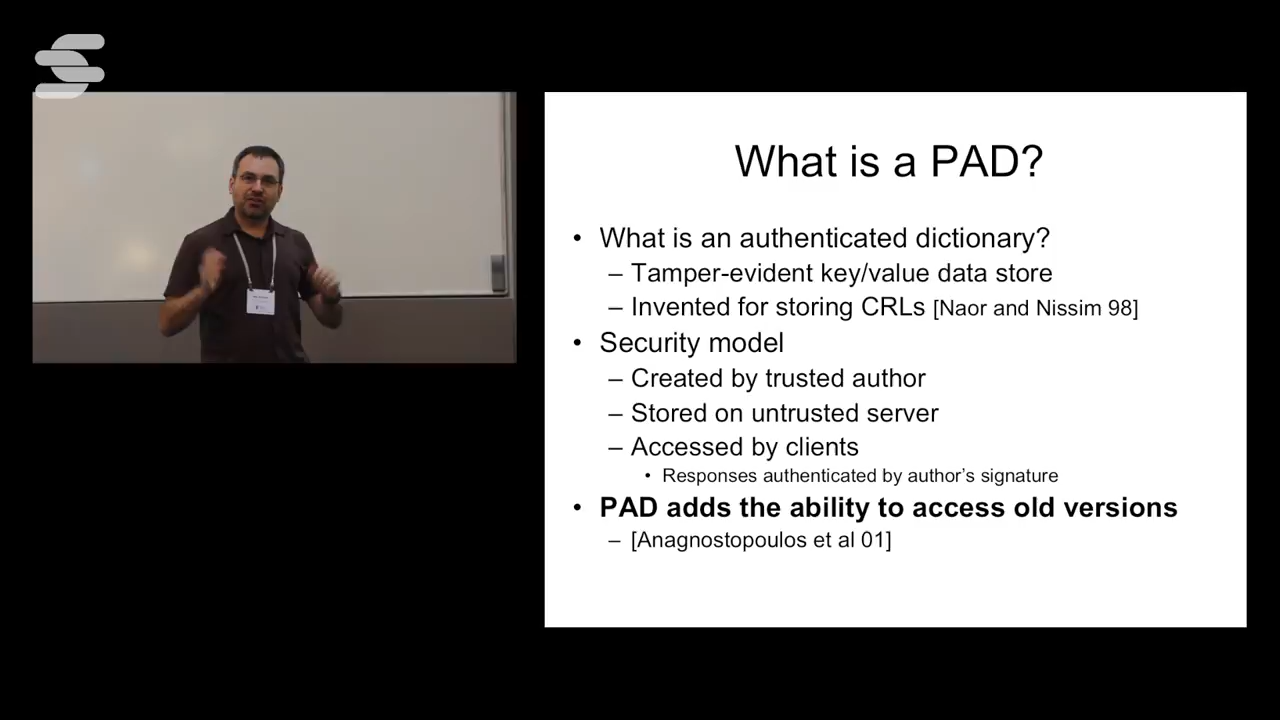 What is a PAD?
• What is an authenticated dictionary?
– Tamper-evident key/value data store
– Invented for storing CRLs [Naor and Nissim 98]
• Security model
– Created by trusted author
– Stored on untrusted server
– Accessed by clients
• Responses authenticated by author's signature
• PAD adds the ability to access old versions
– [Anagnostopoulos et al 01]